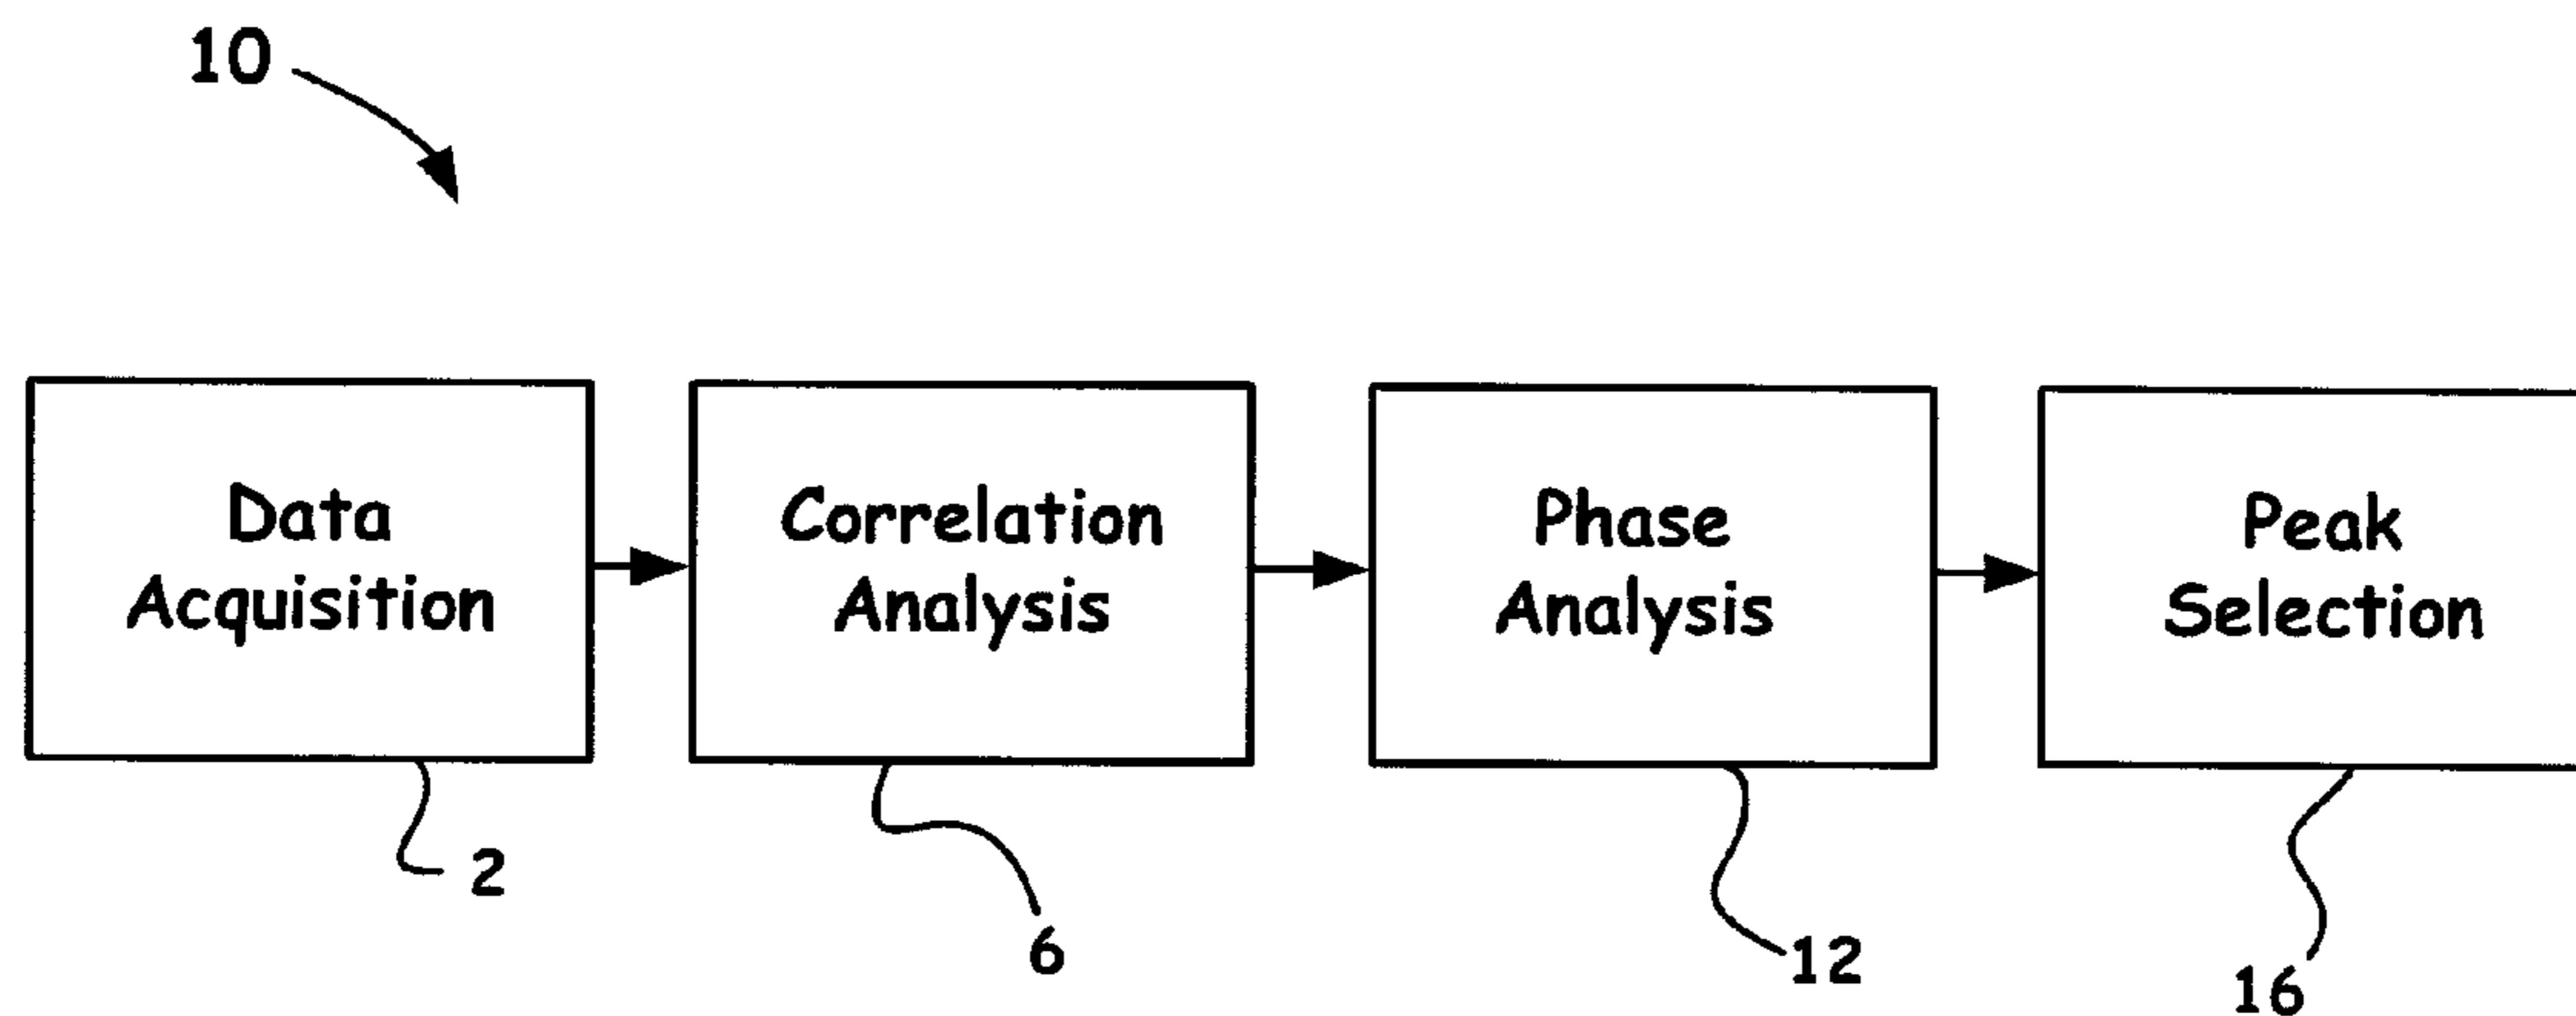 10
Data
Acquisition
Correlation
Analysis
Phase
Analysis
Peak
Selection
2
6
12
16